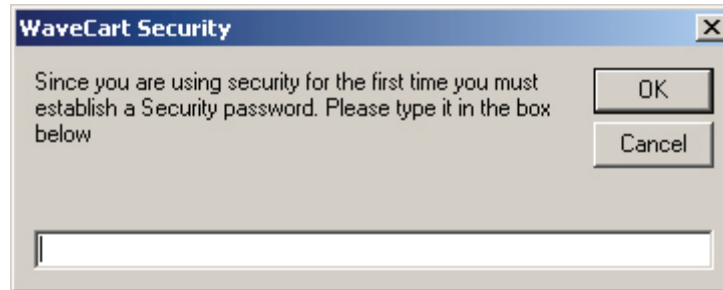 WaveCart Security
Since you are using security for the first time you must
establish a Security password. Please type it in the box
below
OK
Cancel